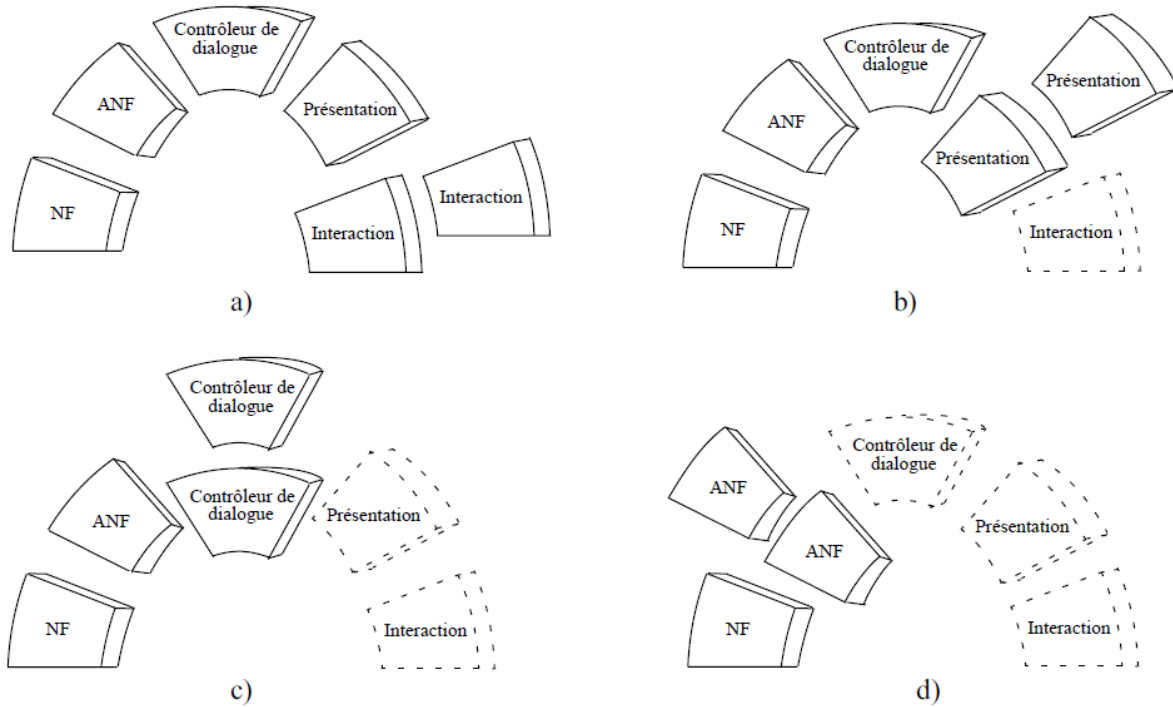 Contrôleur de
dialogue
ANF
Présentation
NF
Interaction
Interaction
a)
Contrôleur de
dialogue
Présentation
ANF
Présentation
NF
Interaction
b)
Contrôleur de
dialogue
ANF
Contrôleur de
dialogue
Présentation
NF
Interaction
c)
Contrôleur de
dialogue
ANF
Présentation
ANF
NF
Interaction
d)